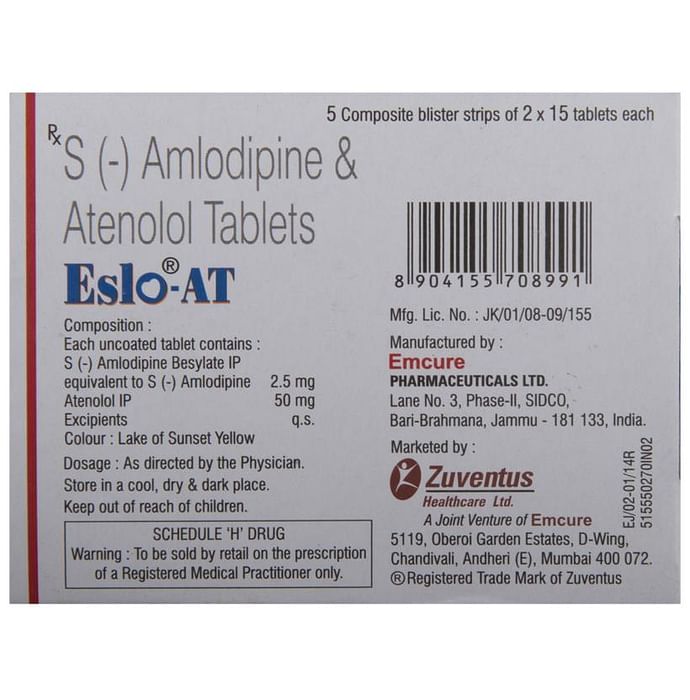 5 Composite blister strips of 2 x 15 tablets each
Rx S (-) Amlodipine &
Atenolol Tablets
Eslo®-AT
Composition :
Each uncoated tablet contains :
S (-) Amlodipine Besylate IP
equivalent to S (-) Amlodipine 2.5 mg
Atenolol IP 50 mg
Excipients q.s.
Colour : Lake of Sunset Yellow
Dosage : As directed by the Physician.
Store in a cool, dry & dark place.
Keep out of reach of children.
SCHEDULE 'H' DRUG
Warning : To be sold by retail on the prescription
of a Registered Medical Practitioner only.
8 904155 708991
Mfg. Lic. No. : JK/01/08-09/155
Manufactured by :
Emcure
PHARMACEUTICALS LTD.
Lane No. 3, Phase-II, SIDCO,
Bari-Brahmana, Jammu - 181 133, India.
Marketed by :
Zuventus
Healthcare Ltd.
A Joint Venture of Emcure
5119, Oberoi Garden Estates, D-Wing,
Chandivali, Andheri (E), Mumbai 400 072.
® Registered Trade Mark of Zuventus
EJ/02-01/14R
515550270IN02